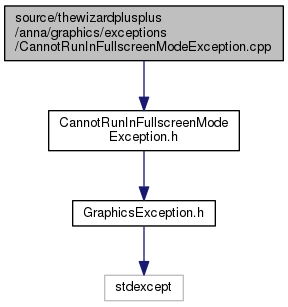 source/thewizardplusplus
/anna/graphics/exceptions
/CannotRunInFullscreenModeException.cpp
CannotRunInFullscreenMode
Exception.h
GraphicsException.h
stdexcept